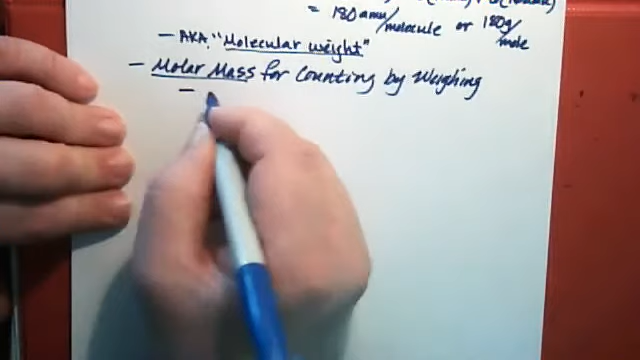 = 180 amu/molecule or 180g/mole
- AKA: "Molecular weight"
- Molar Mass for Counting by Weighing
-